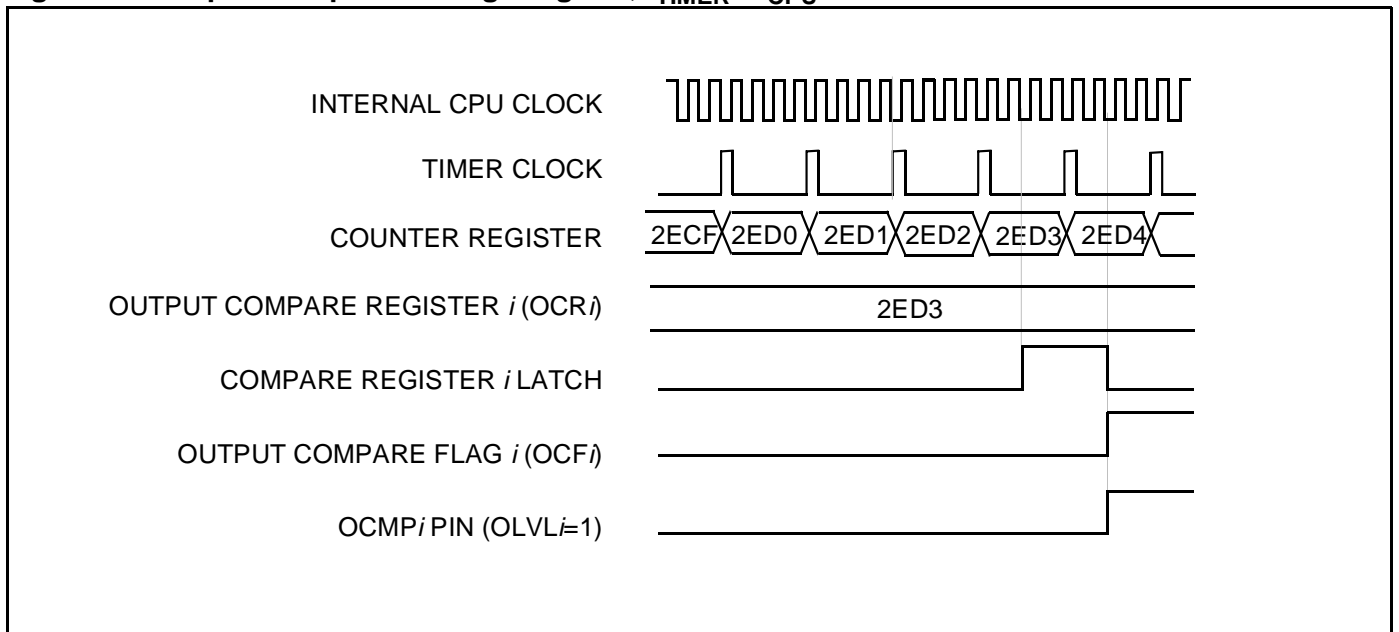 INTERNAL CPU CLOCK
TIMER CLOCK
COUNTER REGISTER 2ECF 2ED0 2ED1 2ED2 2ED3 2ED4
OUTPUT COMPARE REGISTER i (OCRi) 2ED3
COMPARE REGISTER i LATCH
OUTPUT COMPARE FLAG i (OCFi)
OCMPi PIN (OLVLi=1)